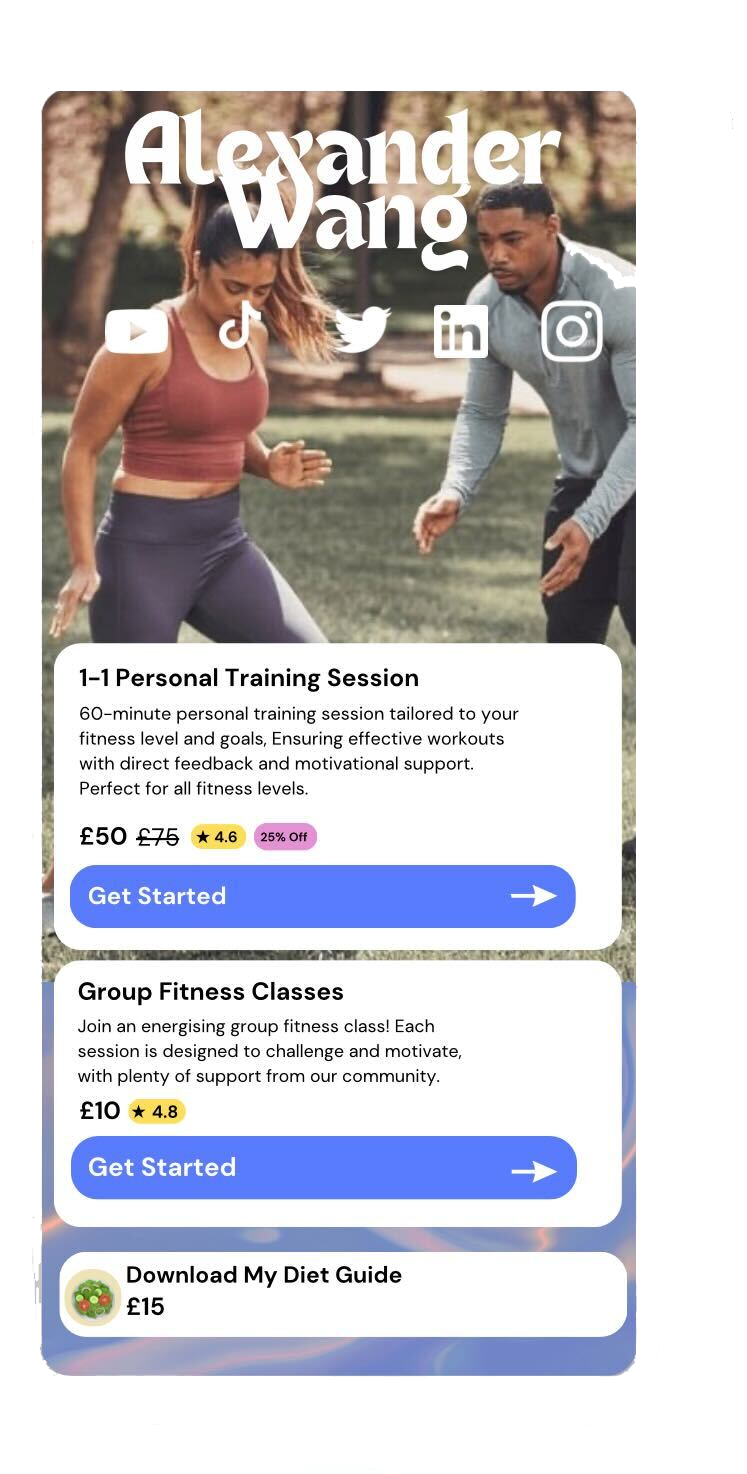 Alexander
Wang
1-1 Personal Training Session
60-minute personal training session tailored to your
fitness level and goals, Ensuring effective workouts
with direct feedback and motivational support.
Perfect for all fitness levels.
£50 £75 ★ 4.6 25% Off
Get Started
Group Fitness Classes
Join an energising group fitness class! Each
session is designed to challenge and motivate,
with plenty of support from our community.
£10 ★ 4.8
Get Started
Download My Diet Guide
£15